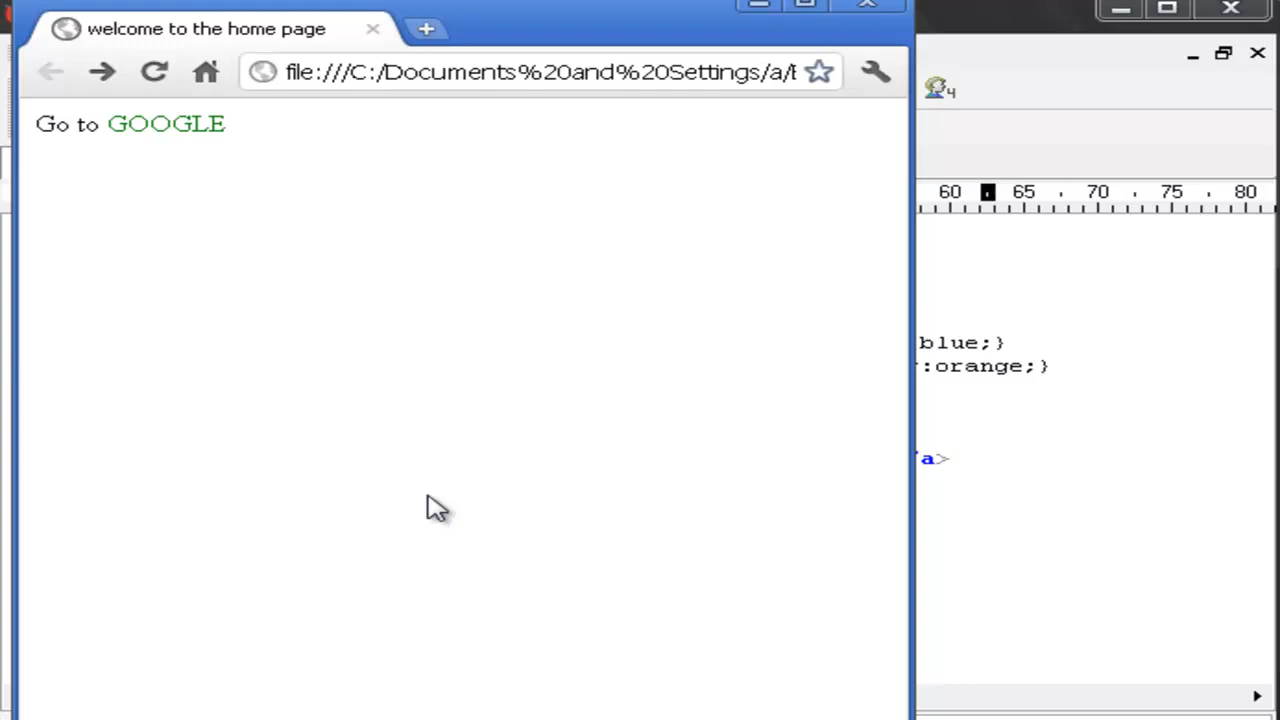 welcome to the home page
file:///C:/Documents%20and%20Settings/a/
Go to GOOGLE
4
60 65 70 75 80
blue;}
:orange;}
a>